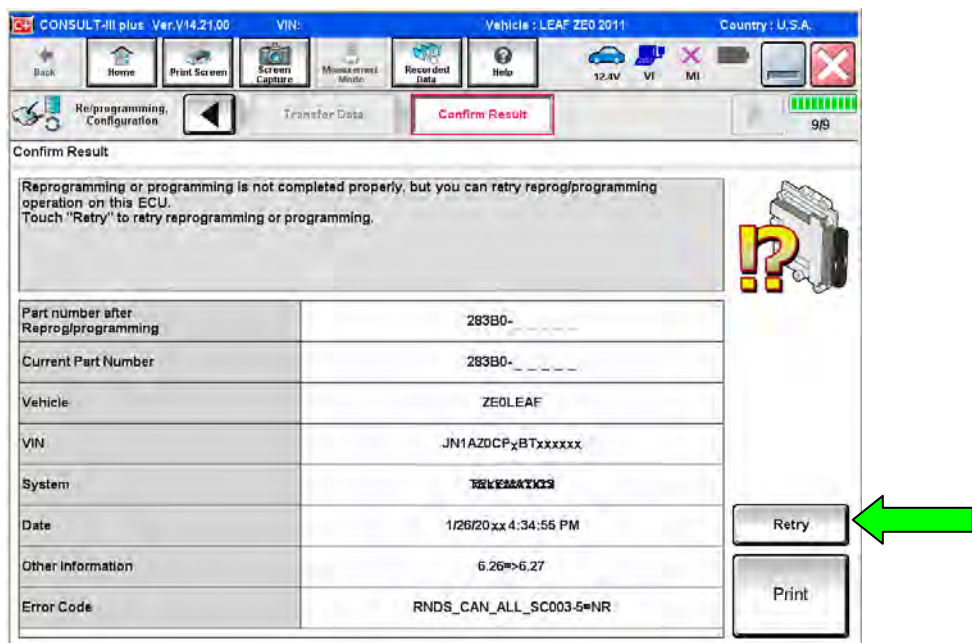 CONSULT-III plus Ver.V14.21.00 VIN: Vehicle : LEAF ZE0 2011 Country : U.S.A.
Back Home Print Screen Screen Capture Measurement Mode Recorded Data Help 12.4V VI MI
Re/programming, Configuration Transfer Data Confirm Result 9/9
Confirm Result
Reprogramming or programming is not completed properly, but you can retry reprog/programming
operation on this ECU.
Touch "Retry" to retry reprogramming or programming.
!?
Part number after
Reprog/programming
283B0-_ _ _ _ _
Current Part Number 283B0-_ _ _ _ _
Vehicle ZE0LEAF
VIN JN1AZ0CPxBTxxxxxx
System
Date 1/26/20xx 4:34:55 PM
Retry
Other Information 6.26=>6.27
Error Code RNDS_CAN_ALL_SC003-5=NR
Print